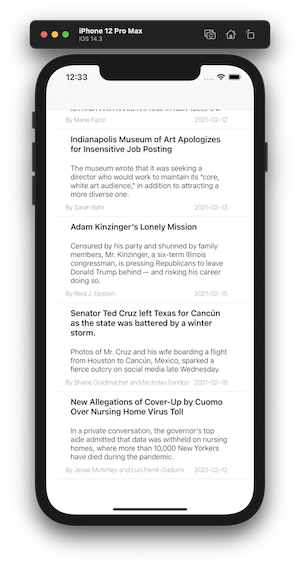 iPhone 12 Pro Max
iOS 14.3
12:33
By Marie Fazio 2021-02-12
Indianapolis Museum of Art Apologizes
for Insensitive Job Posting
The museum wrote that it was seeking a
director who would work to maintain its “core,
white art audience,” in addition to attracting a
more diverse one.
By Sarah Bahr 2021-02-13
Adam Kinzinger’s Lonely Mission
Censured by his party and shunned by family
members, Mr. Kinzinger, a six-term Illinois
congressman, is pressing Republicans to leave
Donald Trump behind — and risking his career
doing so.
By Reid J. Epstein 2021-02-15
Senator Ted Cruz left Texas for Cancún
as the state was battered by a winter
storm.
Photos of Mr. Cruz and his wife boarding a flight
from Houston to Cancún, Mexico, sparked a
fierce outcry on social media late Wednesday.
By Shane Goldmacher and Nicholas Fandos 2021-02-18
New Allegations of Cover-Up by Cuomo
Over Nursing Home Virus Toll
In a private conversation, the governor’s top
aide admitted that data was withheld on nursing
homes, where more than 10,000 New Yorkers
have died during the pandemic.
By Jesse McKinley and Luis Ferré-Sadurní 2021-02-12